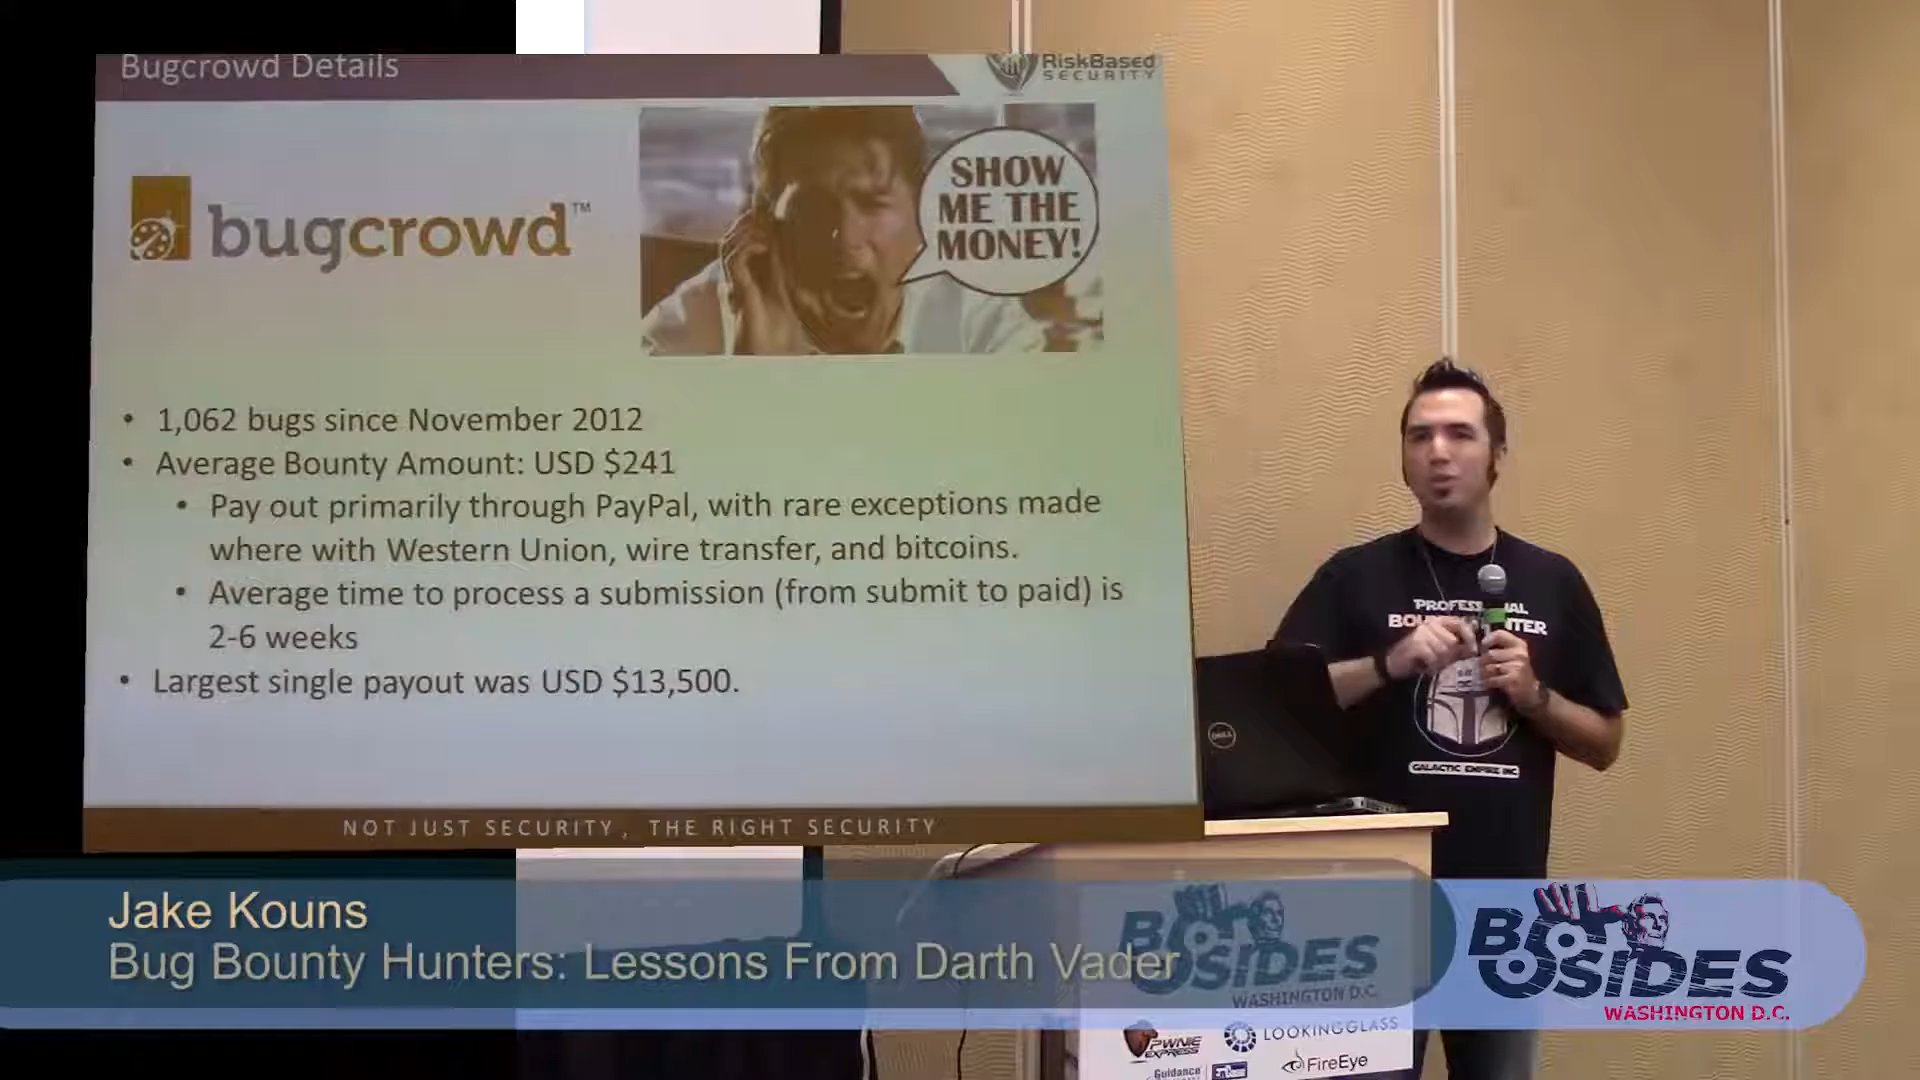 Bugcrowd Details
RiskBased
SECURITY
bugcrowd™
SHOW
ME THE
MONEY!
• 1,062 bugs since November 2012
• Average Bounty Amount: USD $241
• Pay out primarily through PayPal, with rare exceptions made
where with Western Union, wire transfer, and bitcoins.
• Average time to process a submission (from submit to paid) is
2-6 weeks
• Largest single payout was USD $13,500.
NOT JUST SECURITY, THE RIGHT SECURITY
DELL
GALACTIC EMPIRE INC
Jake Kouns
Bug Bounty Hunters: Lessons From Darth Vader
BSIDES
WASHINGTON D.C.
BSIDES
WASHINGTON D.C.
PWNIE
EXPRESS
LOOKINGGLASS
Guidance
FireEye